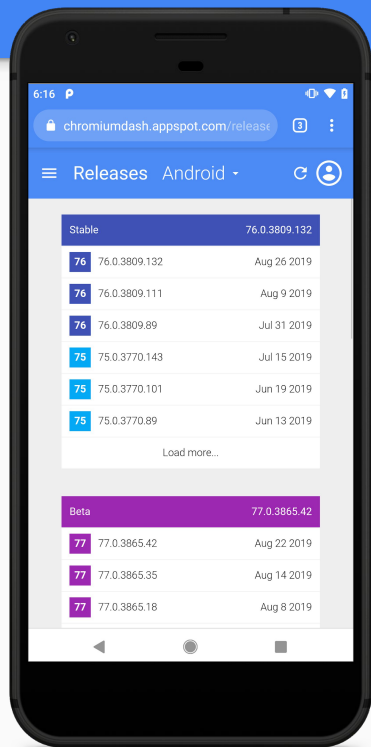 6:16
chromiumdash.appspot.com/release
3
Releases Android
Stable 76.0.3809.132
76 76.0.3809.132 Aug 26 2019
76 76.0.3809.111 Aug 9 2019
76 76.0.3809.89 Jul 31 2019
75 75.0.3770.143 Jul 15 2019
75 75.0.3770.101 Jun 19 2019
75 75.0.3770.89 Jun 13 2019
Load more...
Beta 77.0.3865.42
77 77.0.3865.42 Aug 22 2019
77 77.0.3865.35 Aug 14 2019
77 77.0.3865.18 Aug 8 2019